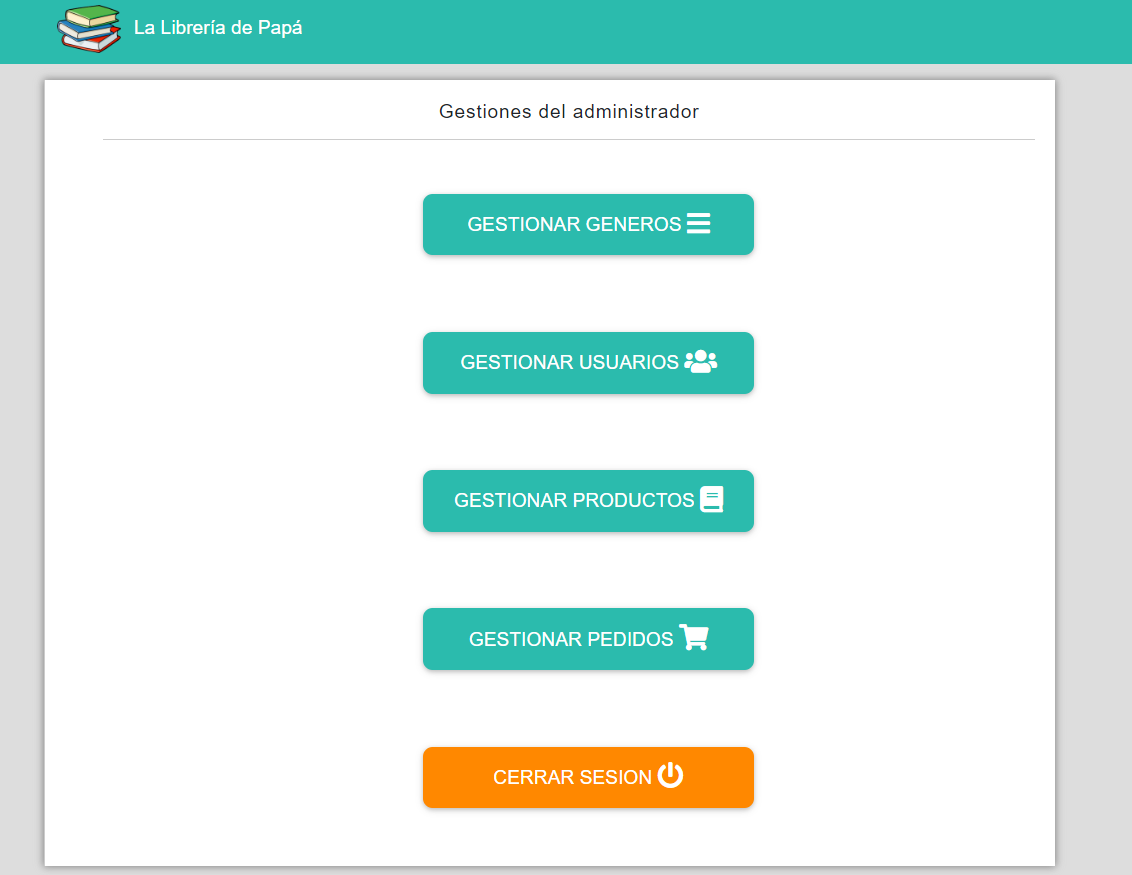 La Librería de Papá
Gestiones del administrador
GESTIONAR GENEROS
GESTIONAR USUARIOS
GESTIONAR PRODUCTOS
GESTIONAR PEDIDOS
CERRAR SESION